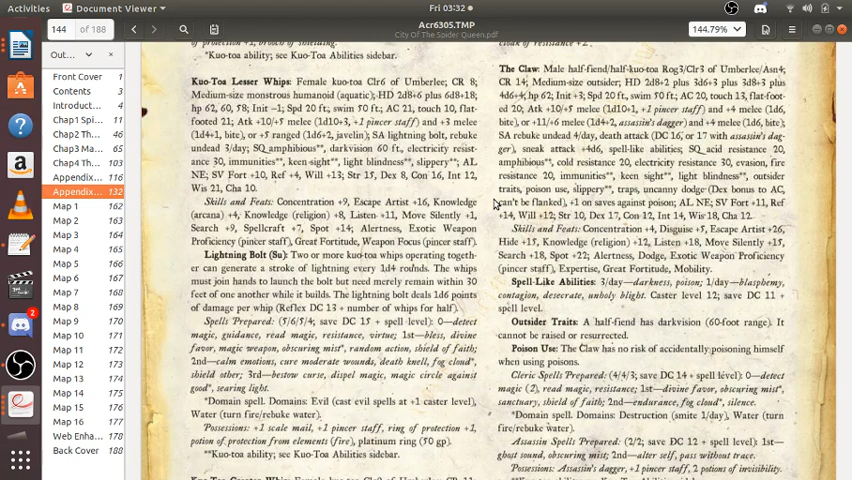 Activities
Document Viewer
Fri 03:32
144
of 188
Acr6305.TMP
City Of The Spider Queen.pdf
144.79%
Out...
Front Cover 1
Contents 3
Introduct... 4
Chap1 Spi... 11
Chap2 Th... 46
Chap3 Ma... 65
Chap4 Th... 103
Appendix... 116
Appendix... 132
Map 1 162
Map 2 163
Map 3 164
Map 4 165
Map 5 166
Map 6 167
Map 7 168
Map 8 169
Map 9 170
Map 10 171
Map 11 172
Map 12 173
Map 13 174
Map 14 175
Map 15 176
Map 16 177
Web Enha... 178
Back Cover 188
2
*Kuo-toa ability; see Kuo-Toa Abilities sidebar.
Kuo-Toa Lesser Whips: Female kuo-toa Clr6 of Umberlee; CR 8;
Medium-size monstrous humanoid (aquatic); HD 2d8+2 plus 6d8+18;
hp 62, 60, 58; Init –1; Spd 20 ft., swim 50 ft.; AC 21, touch 10, flat-
footed 21; Atk +10/+5 melee (1d10+3, +1 pincer staff) and +3 melee
(1d4+1, bite), or +5 ranged (1d6+2, javelin); SA lightning bolt, rebuke
undead 3/day; SQ amphibious**, darkvision 60 ft., electricity resist-
ance 30, immunities**, keen sight**, light blindness**, slippery**; AL
NE; SV Fort +10, Ref +4, Will +13; Str 15, Dex 8, Con 16, Int 12,
Wis 21, Cha 10.
Skills and Feats: Concentration +9, Escape Artist +16, Knowledge
(arcana) +4, Knowledge (religion) +8, Listen +11, Move Silently +1,
Search +9, Spellcraft +7, Spot +14; Alertness, Exotic Weapon
Proficiency (pincer staff), Great Fortitude, Weapon Focus (pincer staff).
Lightning Bolt (Su): Two or more kuo-toa whips operating togeth-
er can generate a stroke of lightning every 1d4 rounds. The whips
must join hands to launch the bolt but need merely remain within 30
feet of one another while it builds. The lightning bolt deals 1d6 points
of damage per whip (Reflex DC 13 + number of whips for half).
Spells Prepared: (5/6/5/4; save DC 15 + spell level): 0—detect
magic, guidance, read magic, resistance, virtue; 1st—bless, divine
favor, magic weapon, obscuring mist*, random action, shield of faith;
2nd—calm emotions, cure moderate wounds, death knell, fog cloud*,
shield other; 3rd—bestow curse, dispel magic, magic circle against
good*, searing light.
*Domain spell. Domains: Evil (cast evil spells at +1 caster level),
Water (turn fire/rebuke water).
Possessions: +1 scale mail, +1 pincer staff, ring of protection +1,
potion of protection from elements (fire), platinum ring (50 gp).
**Kuo-toa ability; see Kuo-Toa Abilities sidebar.
The Claw: Male half-fiend/half-kuo-toa Rog3/Clr3 of Umberlee/Asn4;
CR 14; Medium-size outsider; HD 2d8+2 plus 3d6+3 plus 3d8+3 plus
4d6+4; hp 62; Init +3; Spd 20 ft., swim 50 ft.; AC 20, touch 13, flat-foot-
ed 20; Atk +10/+5 melee (1d10+1, +1 pincer staff) and +4 melee (1d6,
bite), or +11/+6 melee (1d4+2, assassin's dagger) and +4 melee (1d6, bite);
SA rebuke undead 4/day, death attack (DC 16, or 17 with assassin's dag-
ger), sneak attack +4d6, spell-like abilities; SQ acid resistance 20,
amphibious**, cold resistance 20, electricity resistance 30, evasion, fire
resistance 20, immunities**, keen sight**, light blindness**, outsider
traits, poison use, slippery**, traps, uncanny dodge (Dex bonus to AC,
can't be flanked), +1 on saves against poison; AL NE; SV Fort +11, Ref
+14, Will +12; Str 10, Dex 17, Con 12, Int 14, Wis 18, Cha 12.
Skills and Feats: Concentration +4, Disguise +5, Escape Artist +26,
Hide +15, Knowledge (religion) +12, Listen +18, Move Silently +15,
Search +18, Spot +22; Alertness, Dodge, Exotic Weapon Proficiency
(pincer staff), Expertise, Great Fortitude, Mobility.
Spell-Like Abilities: 3/day—darkness, poison; 1/day—blasphemy,
contagion, desecrate, unholy blight. Caster level 12; save DC 11 +
spell level.
Outsider Traits: A half-fiend has darkvision (60-foot range). It
cannot be raised or resurrected.
Poison Use: The Claw has no risk of accidentally poisoning himself
when using poisons.
Cleric Spells Prepared: (4/4/3; save DC 14 + spell level): 0—detect
magic (2), read magic, resistance; 1st—divine favor, obscuring mist*,
sanctuary, shield of faith; 2nd—endurance, fog cloud*, silence.
*Domain spell. Domains: Destruction (smite 1/day), Water (turn
fire/rebuke water).
Assassin Spells Prepared: (2/2; save DC 12 + spell level): 1st—
ghost sound, obscuring mist; 2nd—alter self, pass without trace.
Possessions: Assassin's dagger, +1 pincer staff, 2 potions of invisibility.